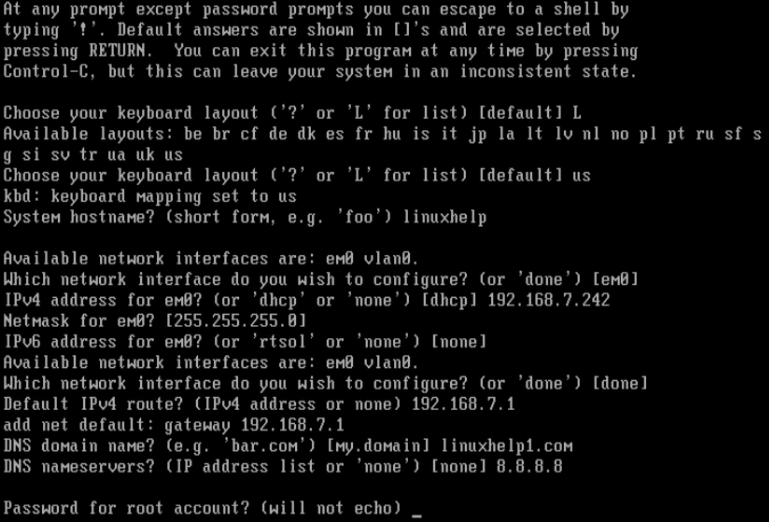 At any prompt except password prompts you can escape to a shell by
typing '!'. Default answers are shown in []'s and are selected by
pressing RETURN.  You can exit this program at any time by pressing
Control-C, but this can leave your system in an inconsistent state.

Choose your keyboard layout ('?' or 'L' for list) [default] L
Available layouts: be br cf de dk es fr hu is it jp la lt lv nl no pl pt ru sf s
g si sv tr ua uk us
Choose your keyboard layout ('?' or 'L' for list) [default] us
kbd: keyboard mapping set to us
System hostname? (short form, e.g. 'foo') linuxhelp

Available network interfaces are: em0 vlan0.
Which network interface do you wish to configure? (or 'done') [em0]
IPv4 address for em0? (or 'dhcp' or 'none') [dhcp] 192.168.7.242
Netmask for em0? [255.255.255.0]
IPv6 address for em0? (or 'rtsol' or 'none') [none]
Available network interfaces are: em0 vlan0.
Which network interface do you wish to configure? (or 'done') [done]
Default IPv4 route? (IPv4 address or none) 192.168.7.1
add net default: gateway 192.168.7.1
DNS domain name? (e.g. 'bar.com') [my.domain] linuxhelp1.com
DNS nameservers? (IP address list or 'none') [none] 8.8.8.8

Password for root account? (will not echo) _